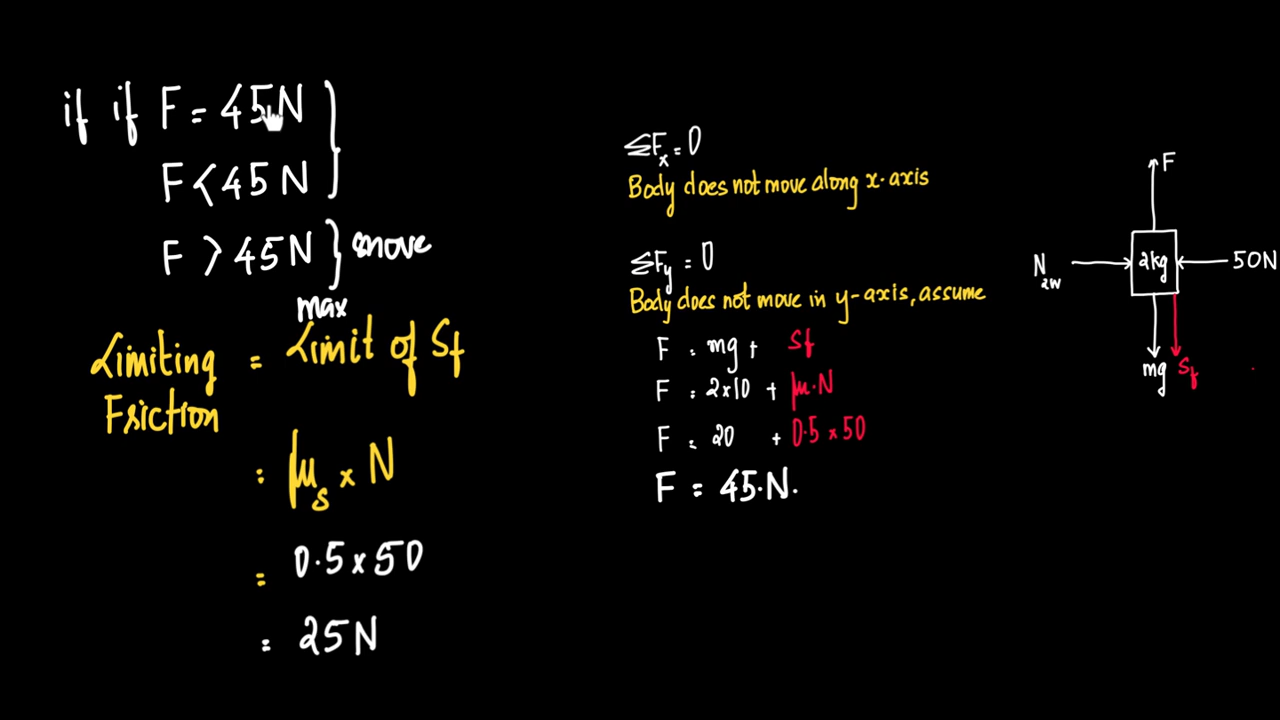 if if F = 45N
F < 45N
F > 45N } move
max
Limiting Friction = Limit of Sf
= μs x N
= 0.5 x 50
= 25N
ΣFx = 0
Body does not move along x-axis
ΣFy = 0
Body does not move in y-axis, assume
F = mg + Sf
F = 2x10 + μ.N
F = 20 + 0.5 x 50
F = 45.N.
F
N2W
2kg
50N
mg
Sf